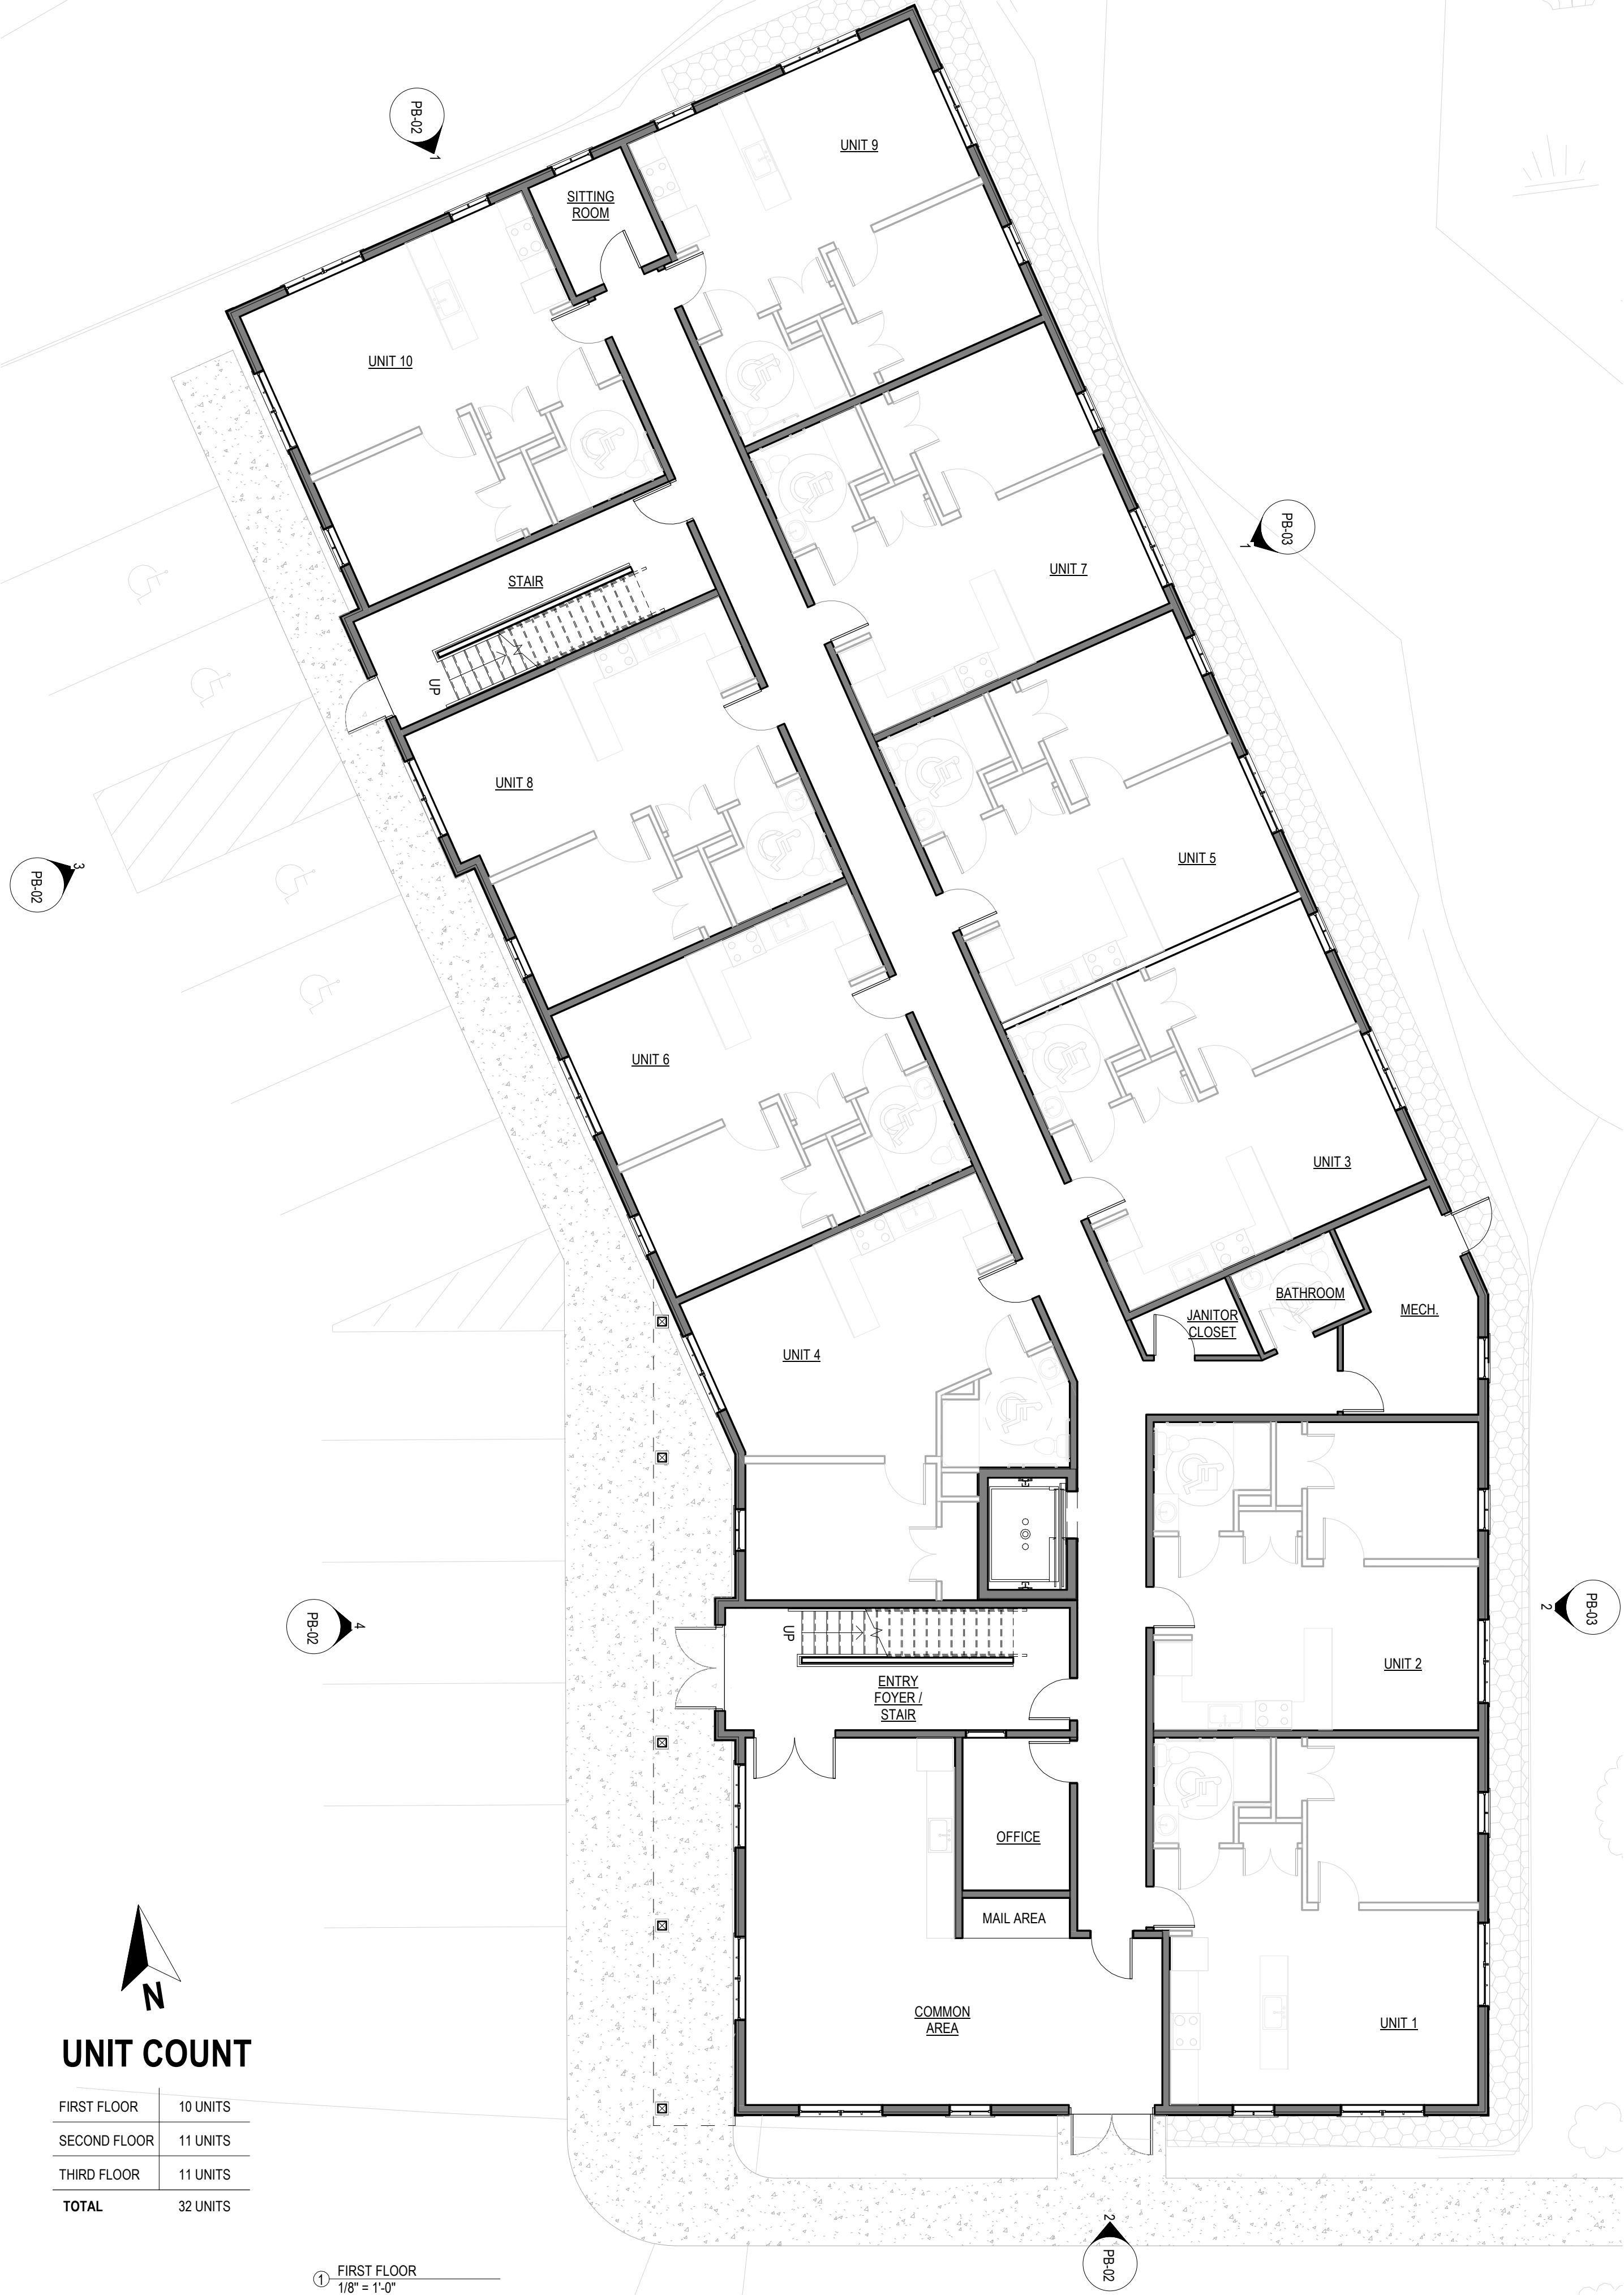 PB-02
1
UNIT 9
SITTING
ROOM
UNIT 10
PB-03
1
UNIT 7
STAIR
UP
UNIT 8
UNIT 5
PB-02
3
UNIT 6
UNIT 3
BATHROOM
MECH.
JANITOR
CLOSET
UNIT 4
PB-02
4
PB-03
2
UP
ENTRY
FOYER /
STAIR
UNIT 2
OFFICE
MAIL AREA
COMMON
AREA
UNIT 1
N
UNIT COUNT
FIRST FLOOR 10 UNITS
SECOND FLOOR 11 UNITS
THIRD FLOOR 11 UNITS
TOTAL 32 UNITS
2
PB-02
1 FIRST FLOOR
1/8" = 1'-0"